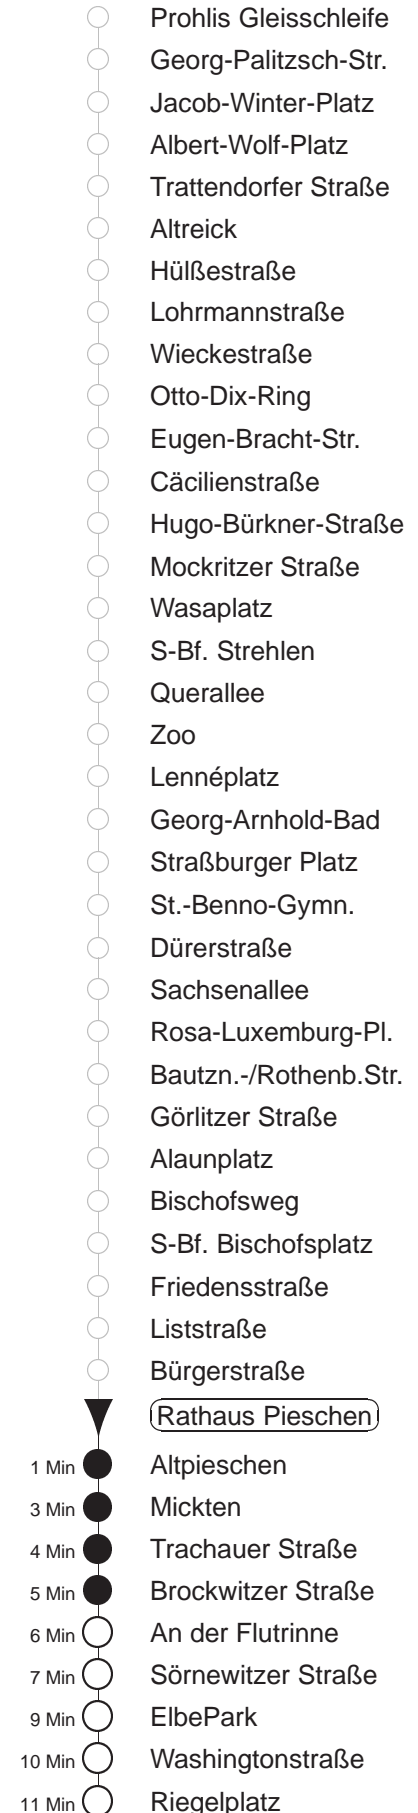 Prohlis Gleisschleife
Georg-Palitzsch-Str.
Jacob-Winter-Platz
Albert-Wolf-Platz
Trattendorfer Straße
Altreick
Hülßestraße
Lohrmannstraße
Wieckestraße
Otto-Dix-Ring
Eugen-Bracht-Str.
Cäcilienstraße
Hugo-Bürkner-Straße
Mockritzer Straße
Wasaplatz
S-Bf. Strehlen
Querallee
Zoo
Lennéplatz
Georg-Arnhold-Bad
Straßburger Platz
St.-Benno-Gymn.
Dürerstraße
Sachsenallee
Rosa-Luxemburg-Pl.
Bautzn.-/Rothenb.Str.
Görlitzer Straße
Alaunplatz
Bischofsweg
S-Bf. Bischofsplatz
Friedensstraße
Liststraße
Bürgerstraße
Rathaus Pieschen
1 Min Altpieschen
3 Min Mickten
4 Min Trachauer Straße
5 Min Brockwitzer Straße
6 Min An der Flutrinne
7 Min Sörnewitzer Straße
9 Min ElbePark
10 Min Washingtonstraße
11 Min Riegelplatz